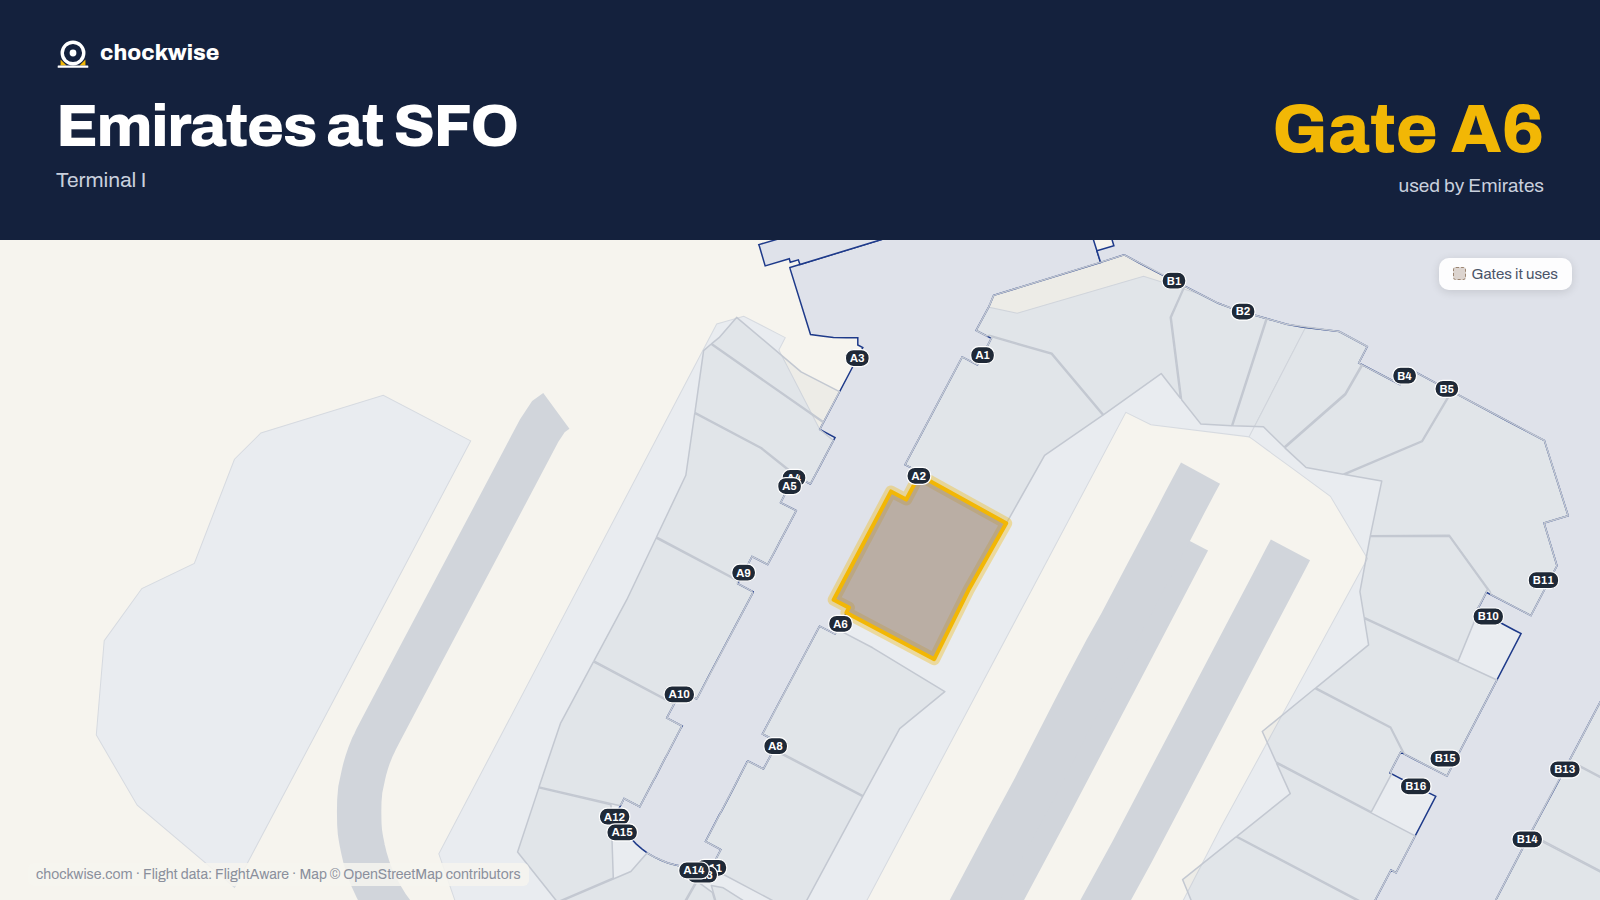 chockwise
Emirates at SFO
Gate A6
Terminal I
used by Emirates
Gates it uses
B1
B2
A1
A3
B4
B5
A2
A5
A9
B11
B10
A6
A10
A8
B15
B13
B16
A12
A15
B14
A14
chockwise.com · Flight data: FlightAware · Map © OpenStreetMap contributors